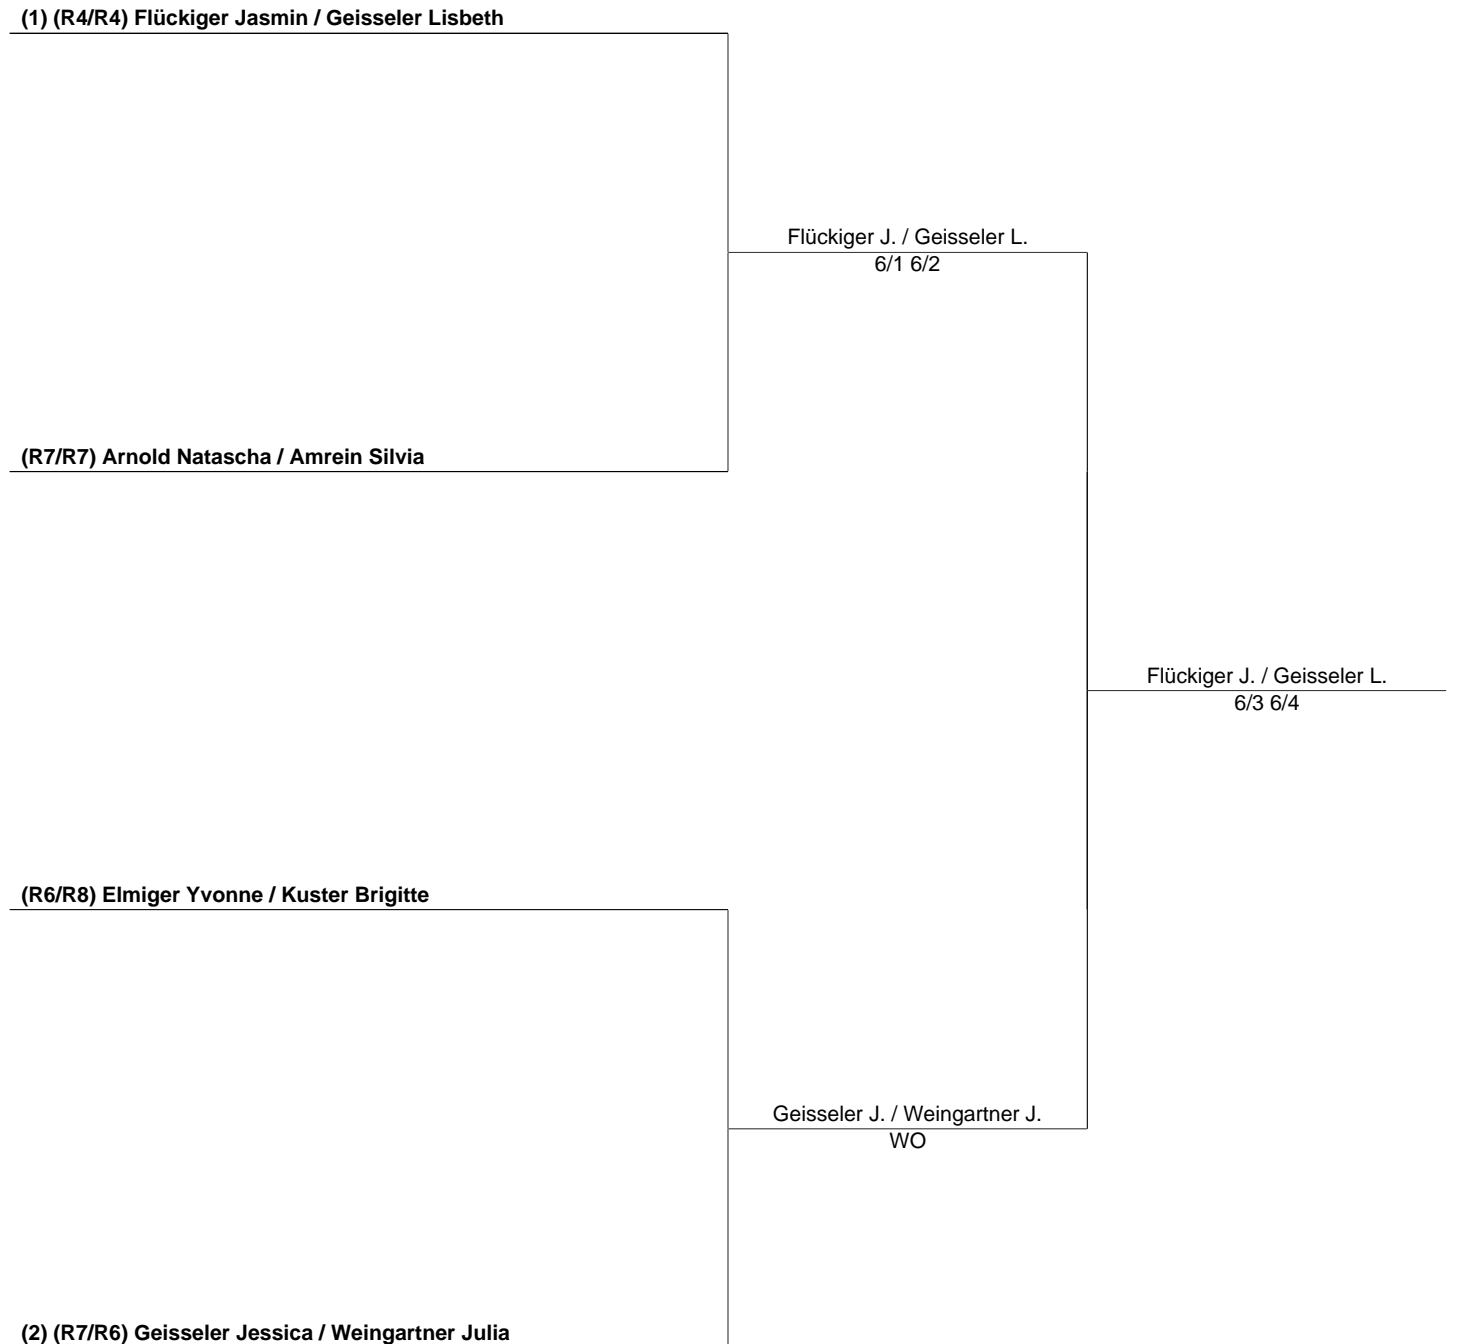 (1) (R4/R4) Flückiger Jasmin / Geisseler Lisbeth
Flückiger J. / Geisseler L.
6/1 6/2
(R7/R7) Arnold Natascha / Amrein Silvia
Flückiger J. / Geisseler L.
6/3 6/4
(R6/R8) Elmiger Yvonne / Kuster Brigitte
Geisseler J. / Weingartner J.
WO
(2) (R7/R6) Geisseler Jessica / Weingartner Julia